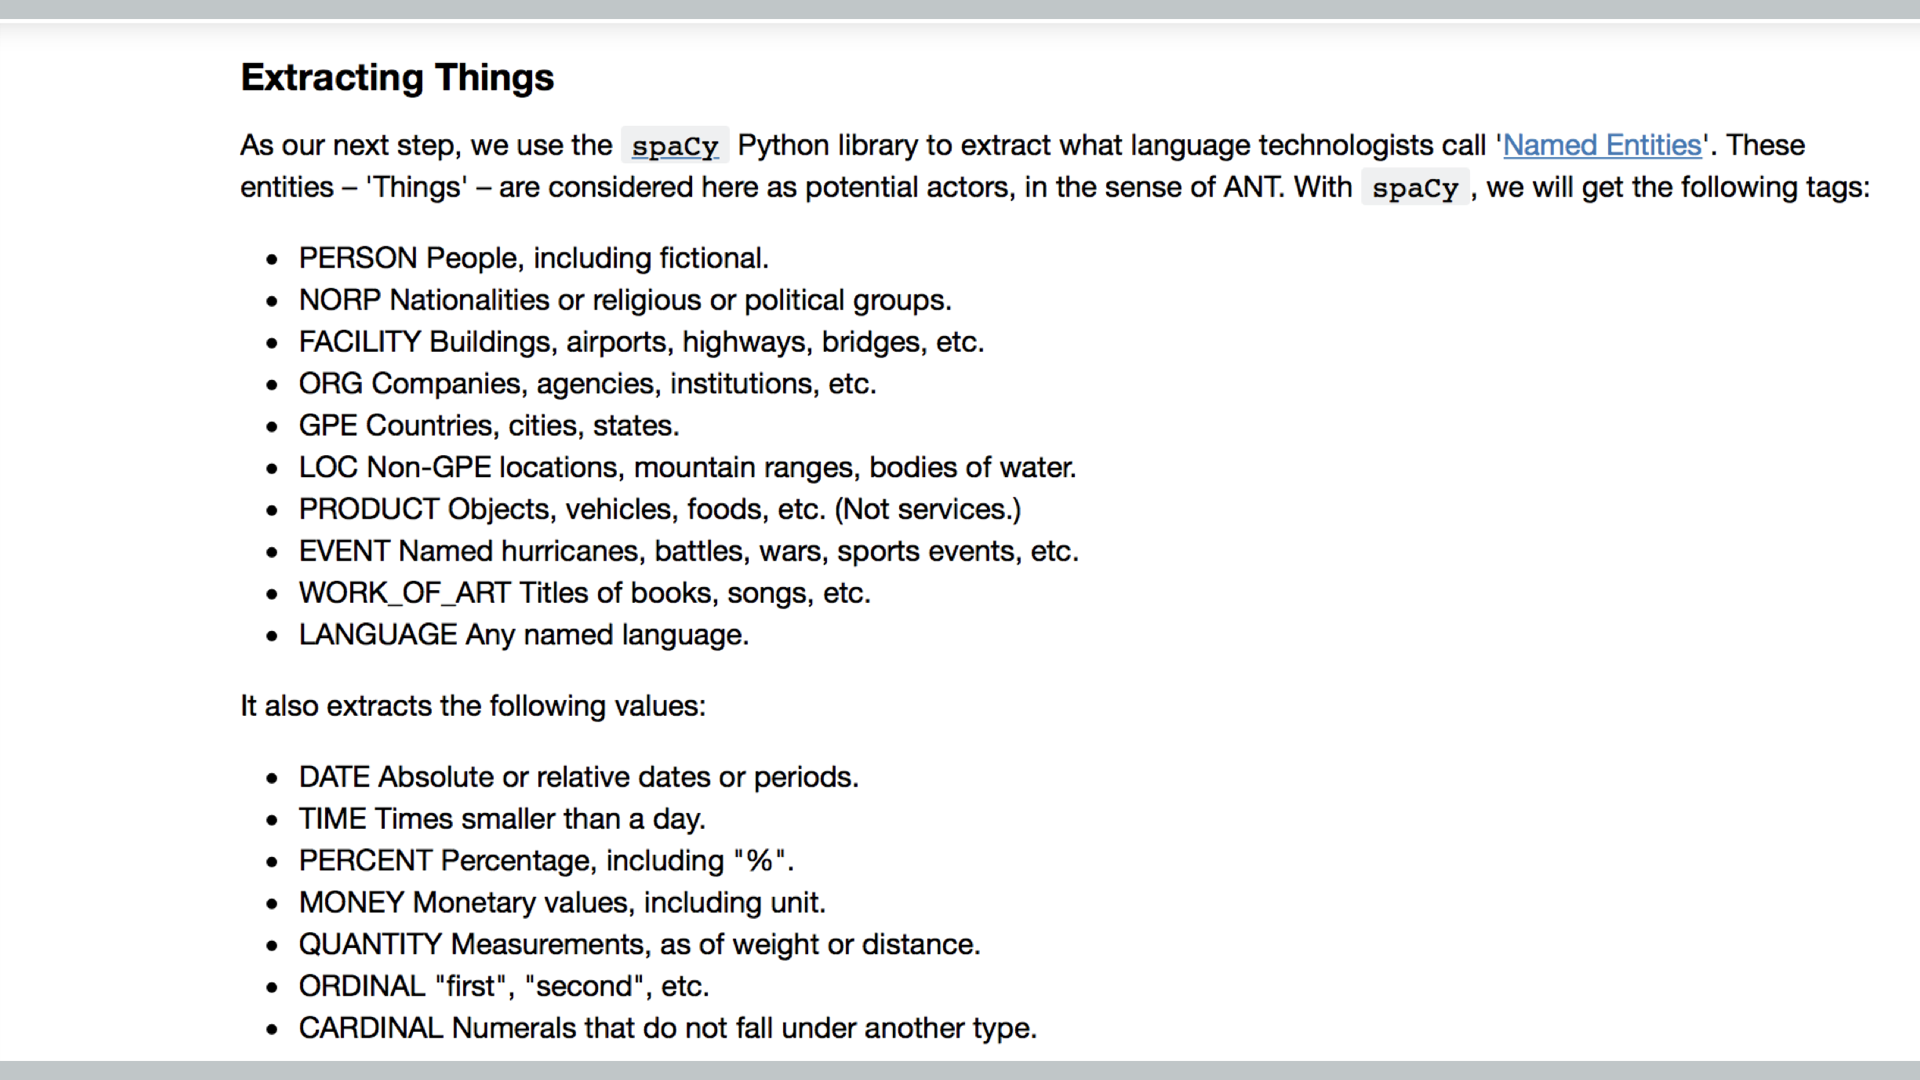 Extracting Things
As our next step, we use the spaCy Python library to extract what language technologists call 'Named Entities'. These
entities – 'Things' – are considered here as potential actors, in the sense of ANT. With spaCy , we will get the following tags:
• PERSON People, including fictional.
• NORP Nationalities or religious or political groups.
• FACILITY Buildings, airports, highways, bridges, etc.
• ORG Companies, agencies, institutions, etc.
• GPE Countries, cities, states.
• LOC Non-GPE locations, mountain ranges, bodies of water.
• PRODUCT Objects, vehicles, foods, etc. (Not services.)
• EVENT Named hurricanes, battles, wars, sports events, etc.
• WORK_OF_ART Titles of books, songs, etc.
• LANGUAGE Any named language.
It also extracts the following values:
• DATE Absolute or relative dates or periods.
• TIME Times smaller than a day.
• PERCENT Percentage, including "%".
• MONEY Monetary values, including unit.
• QUANTITY Measurements, as of weight or distance.
• ORDINAL "first", "second", etc.
• CARDINAL Numerals that do not fall under another type.